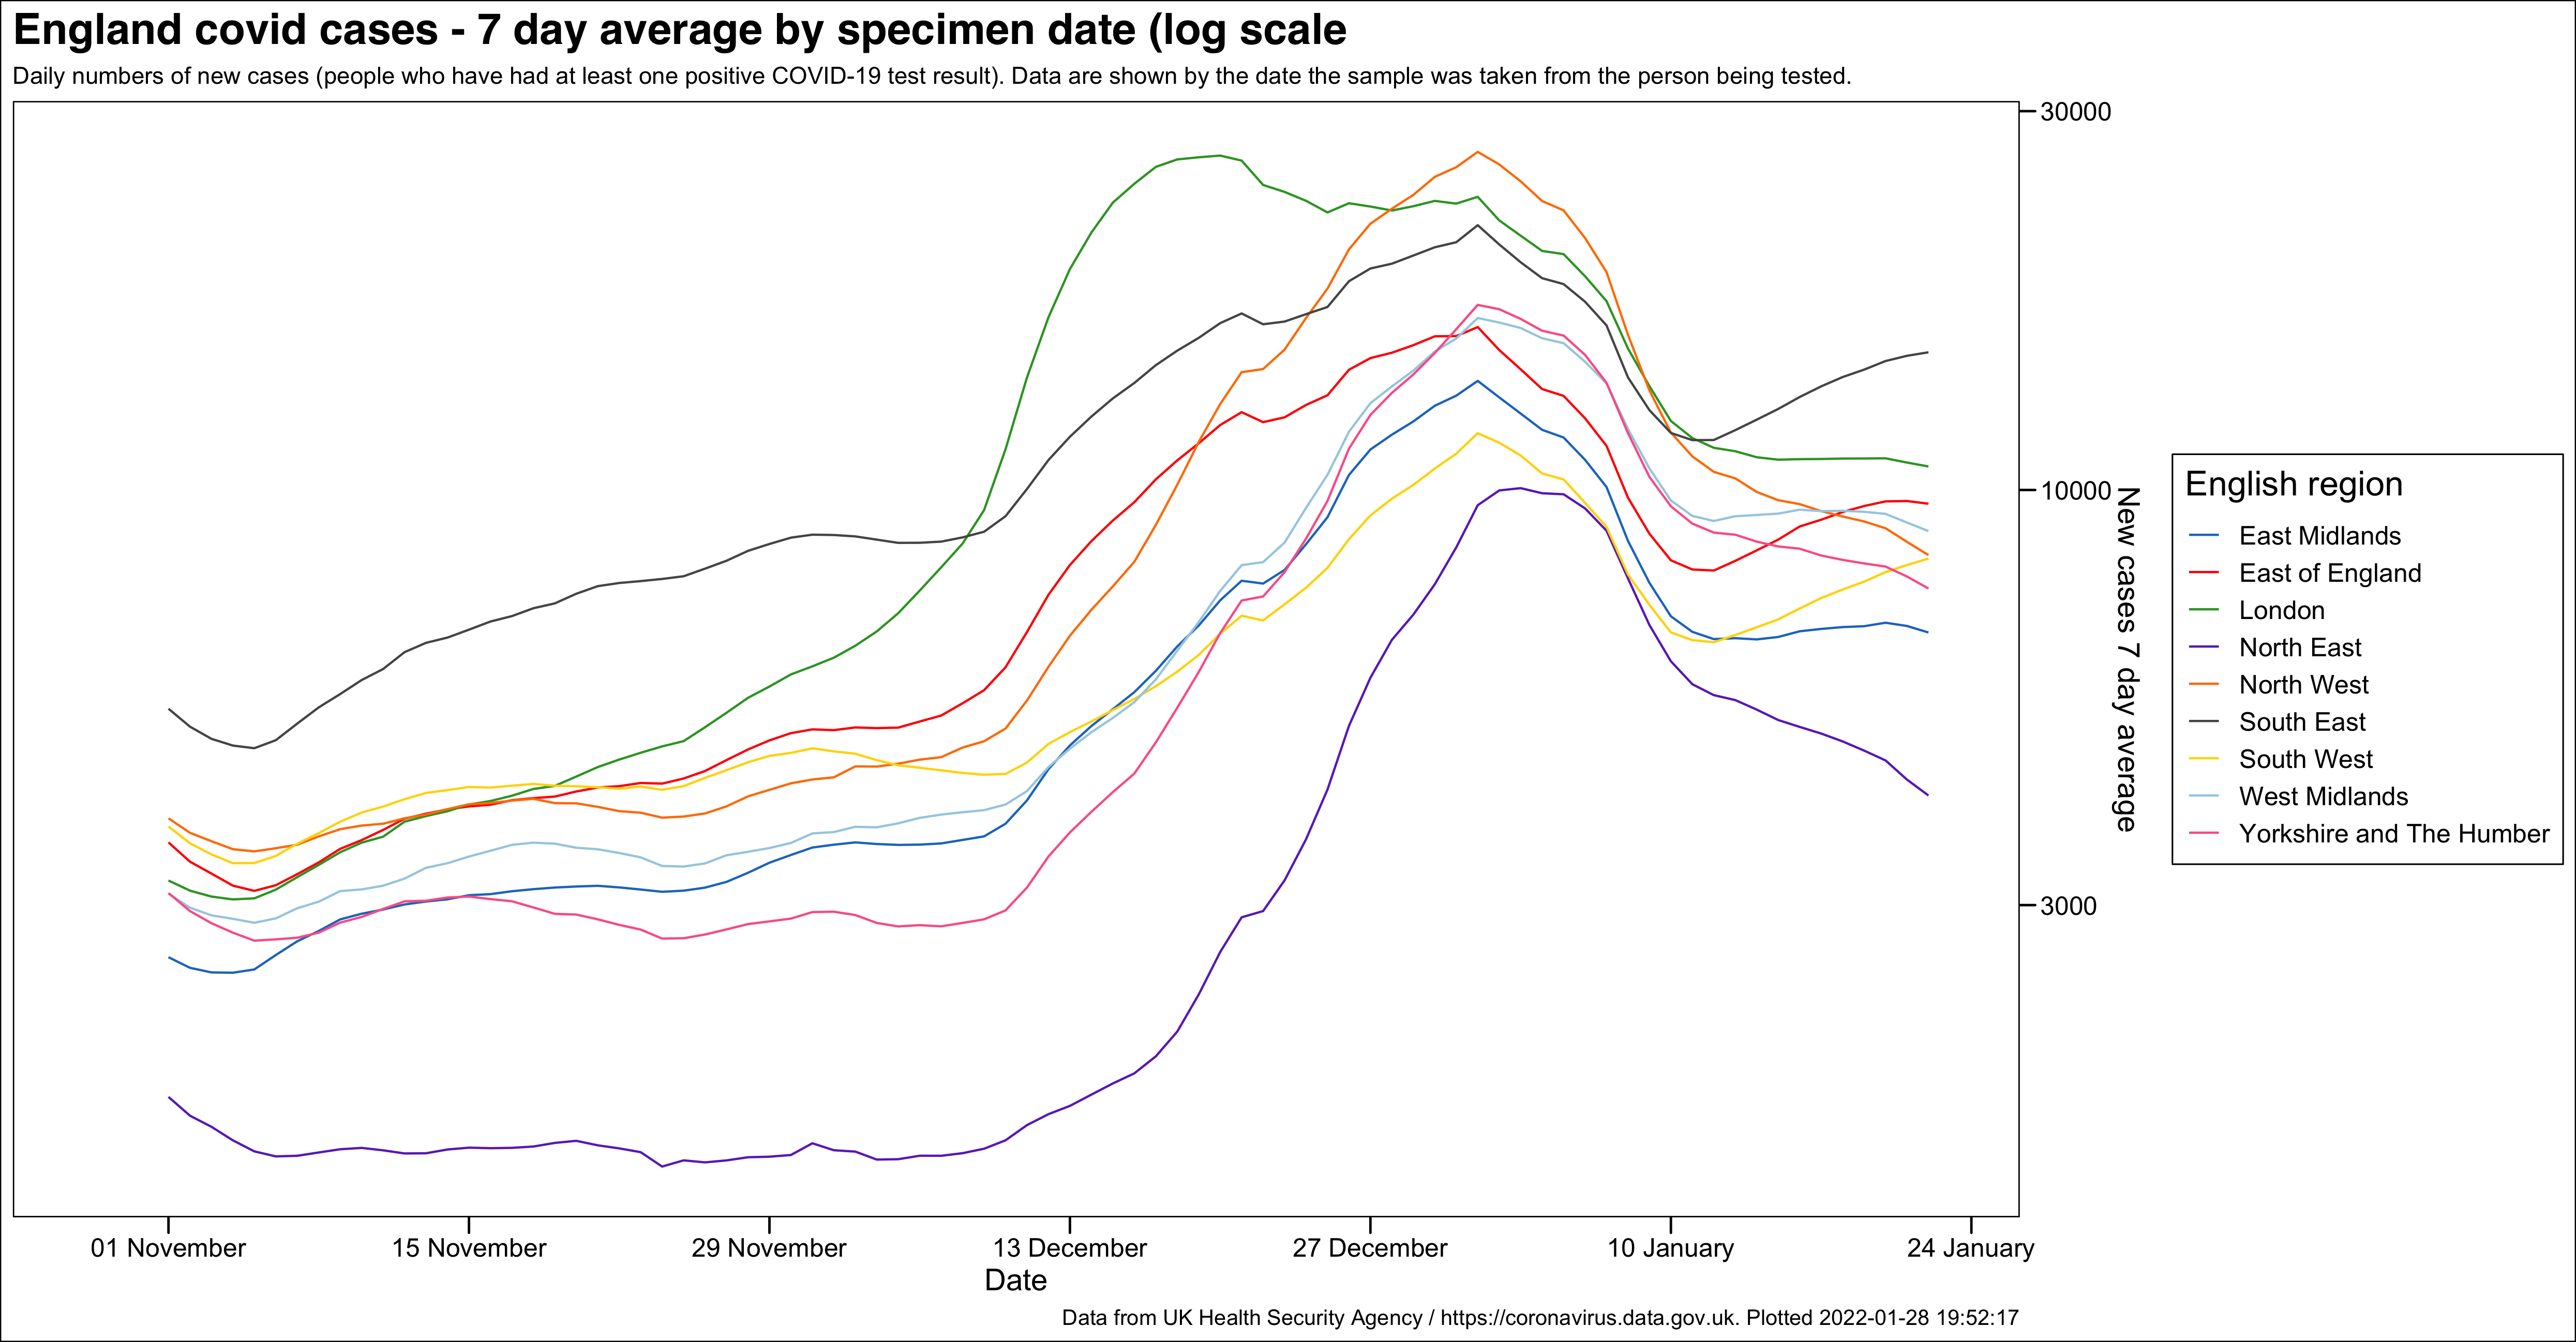 England covid cases - 7 day average by specimen date (log scale
Daily numbers of new cases (people who have had at least one positive COVID-19 test result). Data are shown by the date the sample was taken from the person being tested.
30000
10000
3000
New cases 7 day average
English region
East Midlands
East of England
London
North East
North West
South East
South West
West Midlands
Yorkshire and The Humber
01 November
15 November
29 November
13 December
27 December
10 January
24 January
Date
Data from UK Health Security Agency / https://coronavirus.data.gov.uk. Plotted 2022-01-28 19:52:17